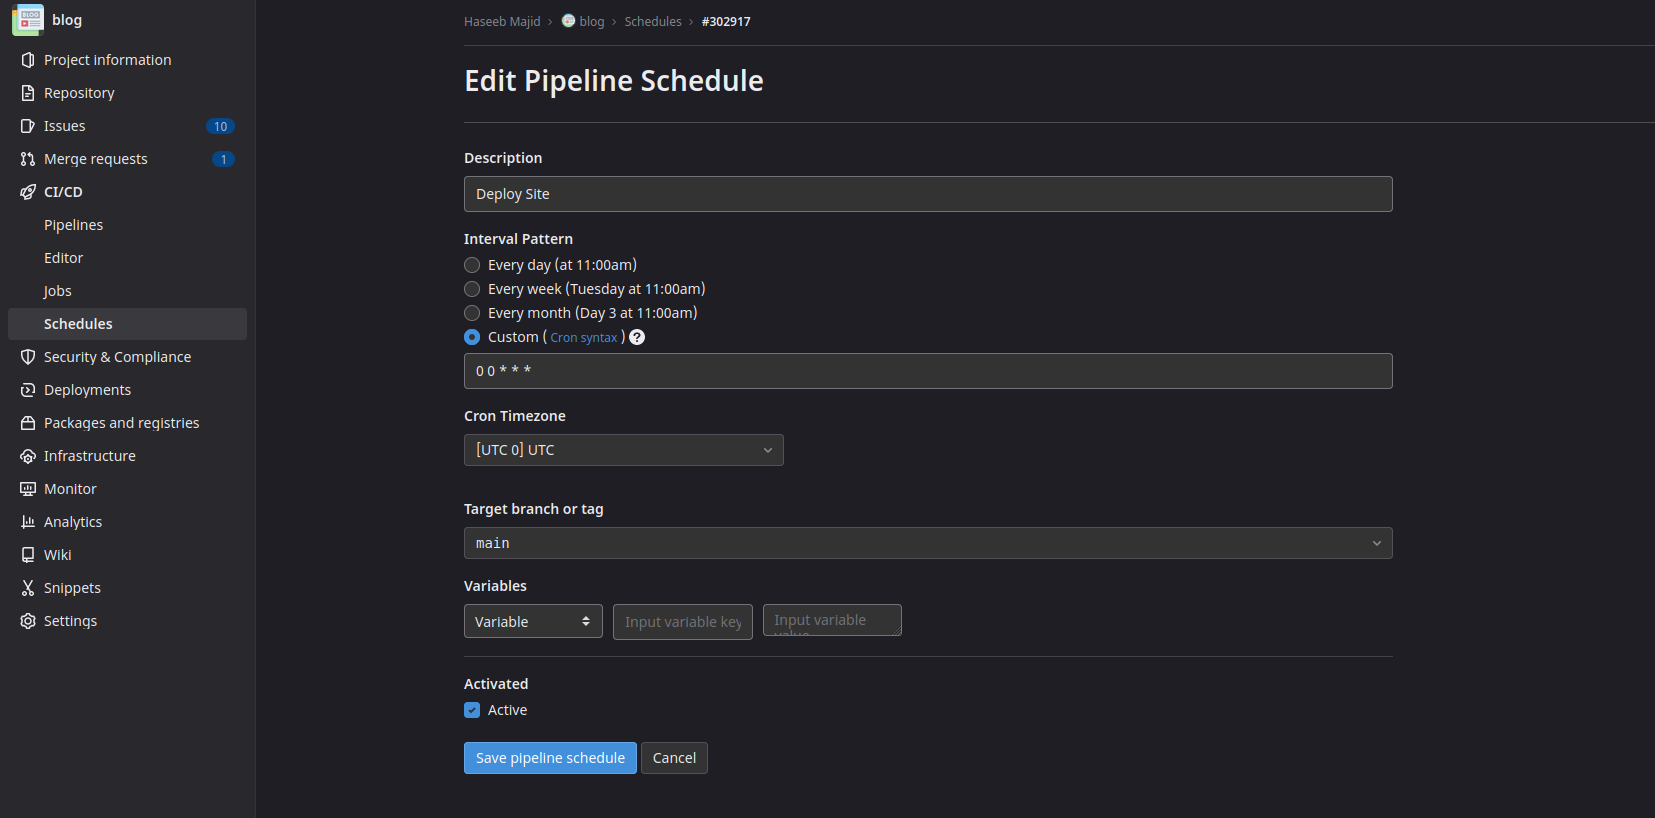 blog
Project information
Repository
Issues 10
Merge requests 1
CI/CD
Pipelines
Editor
Jobs
Schedules
Security & Compliance
Deployments
Packages and registries
Infrastructure
Monitor
Analytics
Wiki
Snippets
Settings
Haseeb Majid › blog › Schedules › #302917
Edit Pipeline Schedule
Description
Deploy Site
Interval Pattern
Every day (at 11:00am)
Every week (Tuesday at 11:00am)
Every month (Day 3 at 11:00am)
Custom ( Cron syntax ) ?
0 0 * * *
Cron Timezone
[UTC 0] UTC
Target branch or tag
main
Variables
Variable Input variable key Input variable
value
Activated
Active
Save pipeline schedule Cancel